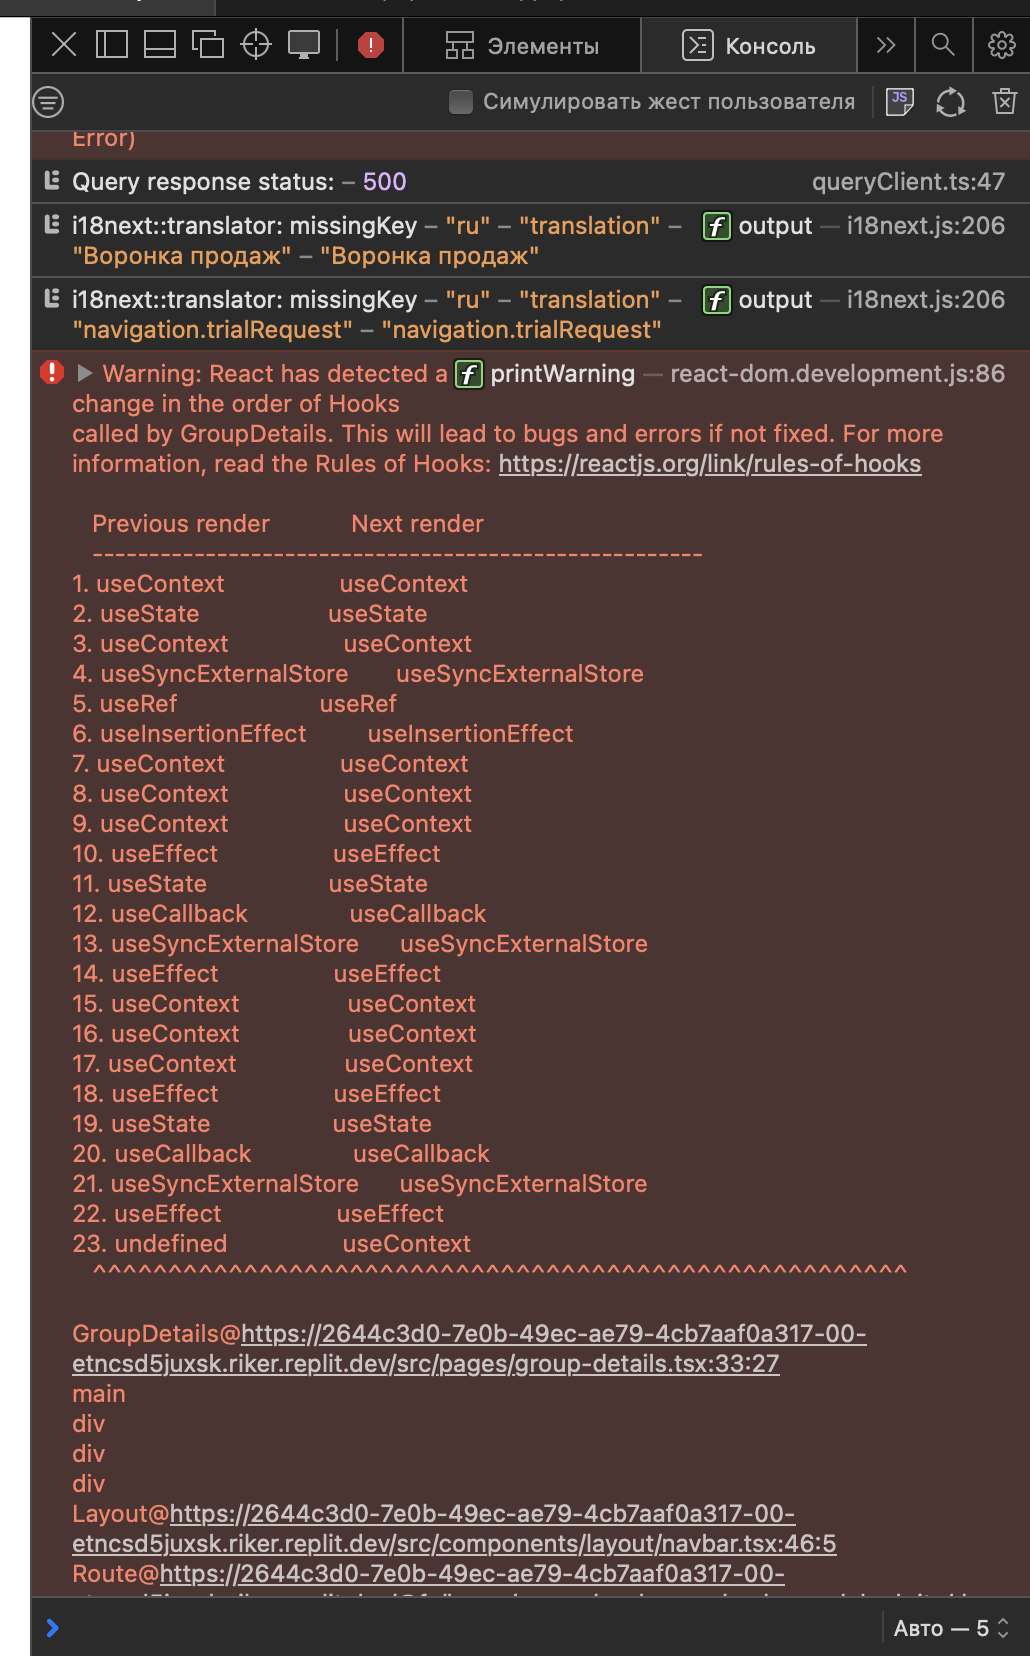 Элементы
Консоль
Симулировать жест пользователя
JS
Error)
Query response status: – 500 queryClient.ts:47
i18next::translator: missingKey – "ru" – "translation" – f output — i18next.js:206
"Воронка продаж" – "Воронка продаж"
i18next::translator: missingKey – "ru" – "translation" – f output — i18next.js:206
"navigation.trialRequest" – "navigation.trialRequest"
Warning: React has detected a f printWarning — react-dom.development.js:86
change in the order of Hooks
called by GroupDetails. This will lead to bugs and errors if not fixed. For more
information, read the Rules of Hooks: https://reactjs.org/link/rules-of-hooks
Previous render Next render
------------------------------------------------------
1. useContext useContext
2. useState useState
3. useContext useContext
4. useSyncExternalStore useSyncExternalStore
5. useRef useRef
6. useInsertionEffect useInsertionEffect
7. useContext useContext
8. useContext useContext
9. useContext useContext
10. useEffect useEffect
11. useState useState
12. useCallback useCallback
13. useSyncExternalStore useSyncExternalStore
14. useEffect useEffect
15. useContext useContext
16. useContext useContext
17. useContext useContext
18. useEffect useEffect
19. useState useState
20. useCallback useCallback
21. useSyncExternalStore useSyncExternalStore
22. useEffect useEffect
23. undefined useContext
^^^^^^^^^^^^^^^^^^^^^^^^^^^^^^^^^^^^^^^^^^^^^^^^^^^^^^
GroupDetails@https://2644c3d0-7e0b-49ec-ae79-4cb7aaf0a317-00-
etncsd5juxsk.riker.replit.dev/src/pages/group-details.tsx:33:27
main
div
div
div
Layout@https://2644c3d0-7e0b-49ec-ae79-4cb7aaf0a317-00-
etncsd5juxsk.riker.replit.dev/src/components/layout/navbar.tsx:46:5
Route@https://2644c3d0-7e0b-49ec-ae79-4cb7aaf0a317-00-
Авто — 5